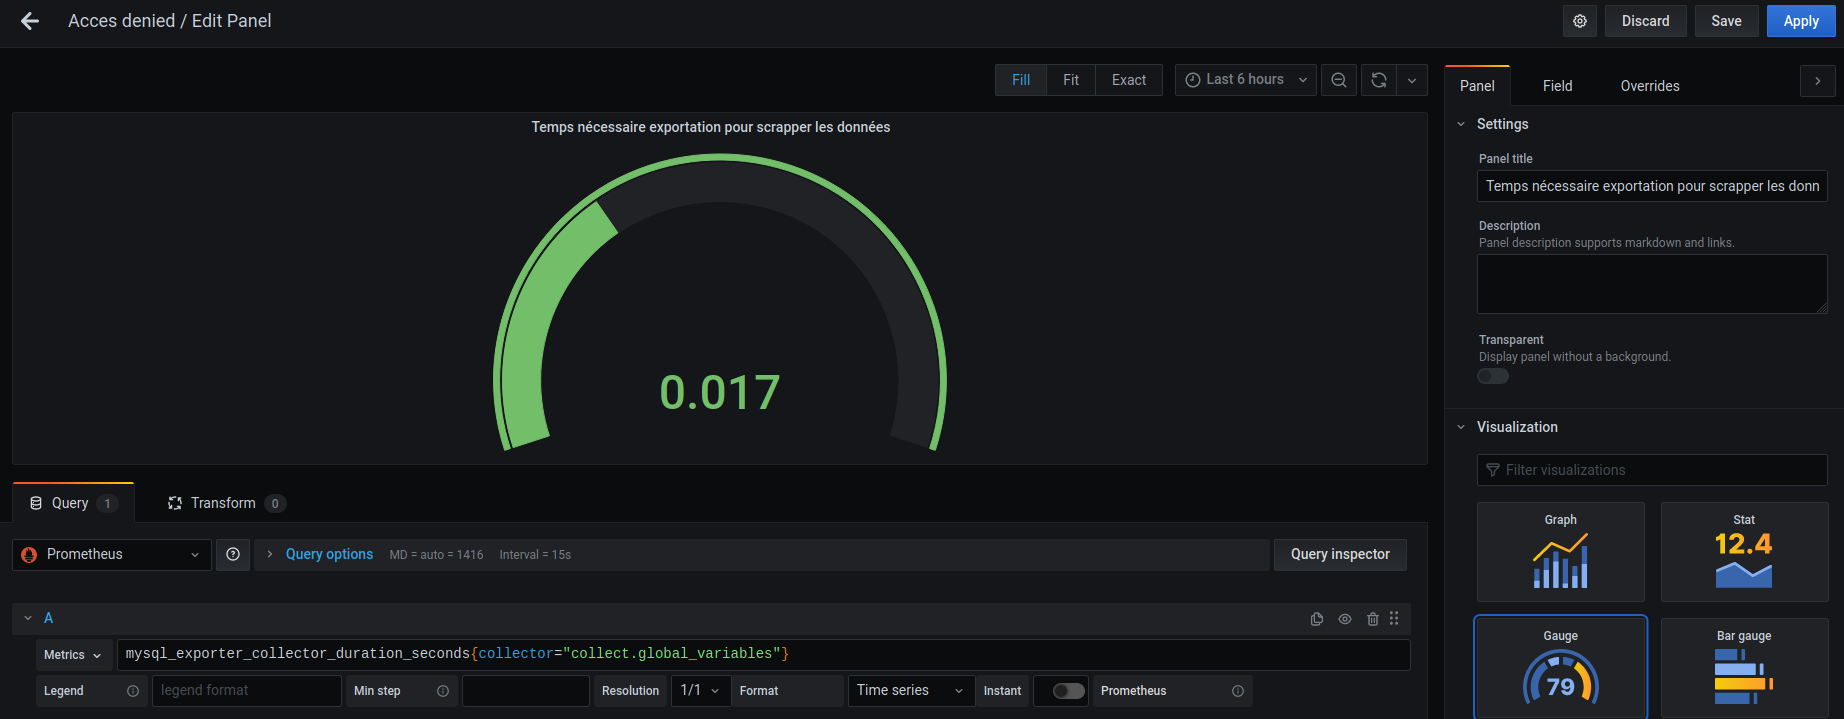 Acces denied / Edit Panel
Discard
Save
Apply
Fill
Fit
Exact
Last 6 hours
Panel
Field
Overrides
Temps nécessaire exportation pour scrapper les données
0.017
Settings
Panel title
Temps nécessaire exportation pour scrapper les donn
Description
Panel description supports markdown and links.
Transparent
Display panel without a background.
Visualization
Filter visualizations
Graph
Stat
12.4
Gauge
79
Bar gauge
Query 1
Transform 0
Prometheus
Query options
MD = auto = 1416
Interval = 15s
Query inspector
A
Metrics
mysql_exporter_collector_duration_seconds{collector="collect.global_variables"}
Legend
legend format
Min step
Resolution
1/1
Format
Time series
Instant
Prometheus